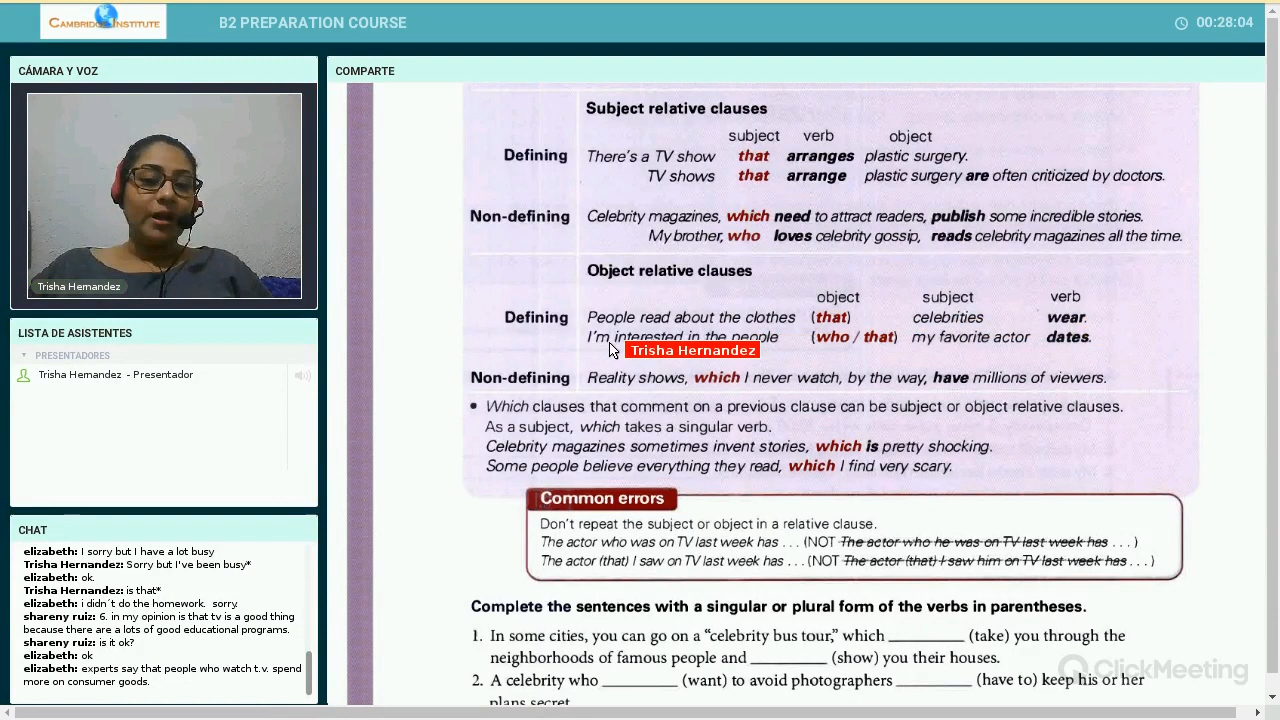 CAMBRIDGE INSTITUTE
B2 PREPARATION COURSE
00:28:04
CÁMARA Y VOZ
Trisha Hernandez
LISTA DE ASISTENTES
PRESENTADORES
Trisha Hernandez - Presentador
CHAT
elizabeth: I sorry but I have a lot busy
Trisha Hernandez: Sorry but I've been busy*
elizabeth: ok.
Trisha Hernandez: is that*
elizabeth: i didn´t do the homework. sorry.
shareny ruiz: 6. in my opinion is that tv is a good thing
because there are a lots of good educational programs.
shareny ruiz: is it ok?
elizabeth: ok
elizabeth: experts say that people who watch t.v. spend
more on consumer goods.
COMPARTE
Subject relative clauses
subject verb object
Defining There's a TV show that arranges plastic surgery.
TV shows that arrange plastic surgery are often criticized by doctors.
Non-defining Celebrity magazines, which need to attract readers, publish some incredible stories.
My brother, who loves celebrity gossip, reads celebrity magazines all the time.
Object relative clauses
object subject verb
Defining People read about the clothes (that) celebrities wear.
I'm interested in the people (who / that) my favorite actor dates.
Trisha Hernandez
Non-defining Reality shows, which I never watch, by the way, have millions of viewers.
• Which clauses that comment on a previous clause can be subject or object relative clauses.
As a subject, which takes a singular verb.
Celebrity magazines sometimes invent stories, which is pretty shocking.
Some people believe everything they read, which I find very scary.
Common errors
Don't repeat the subject or object in a relative clause.
The actor who was on TV last week has . . . (NOT The actor who he was on TV last week has . . . )
The actor (that) I saw on TV last week has . . . (NOT The actor (that) I saw him on TV last week has . . . )
Complete the sentences with a singular or plural form of the verbs in parentheses.
1. In some cities, you can go on a “celebrity bus tour,” which ________ (take) you through the
neighborhoods of famous people and ________ (show) you their houses.
2. A celebrity who ________ (want) to avoid photographers ________ (have to) keep his or her
plans secret.
ClickMeeting